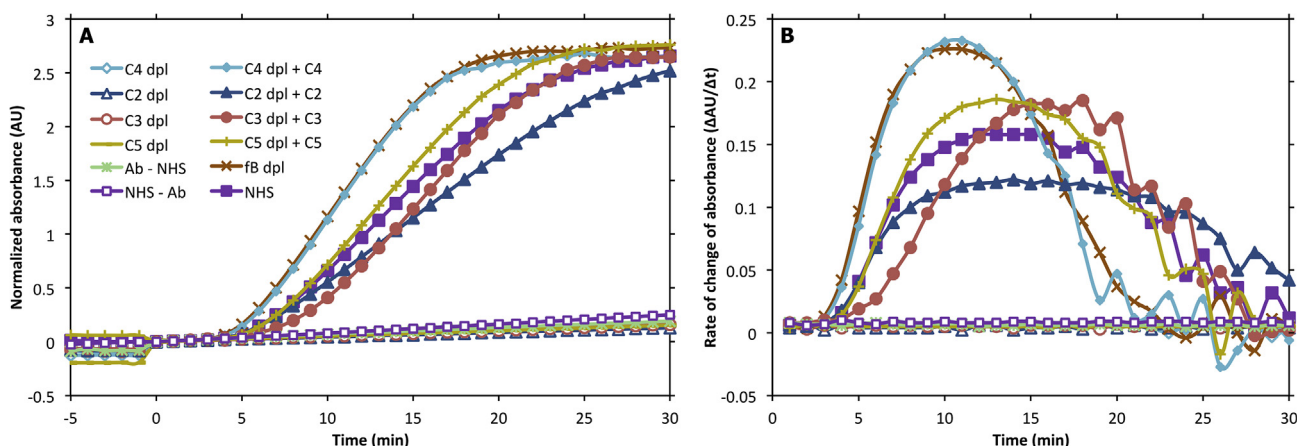 A
Normalized absorbance (AU)
3
2.5
2
1.5
1
0.5
0
-0.5
-5 0 5 10 15 20 25 30
Time (min)
C4 dpl C4 dpl + C4
C2 dpl C2 dpl + C2
C3 dpl C3 dpl + C3
C5 dpl C5 dpl + C5
Ab - NHS fB dpl
NHS - Ab NHS
B
Rate of change of absorbance (ΔAU/Δt)
0.25
0.2
0.15
0.1
0.05
0
-0.05
0 5 10 15 20 25 30
Time (min)